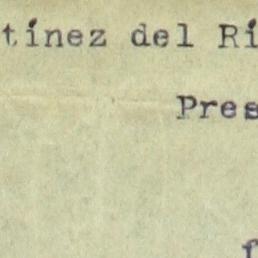 tínez del Rí
Pres
f